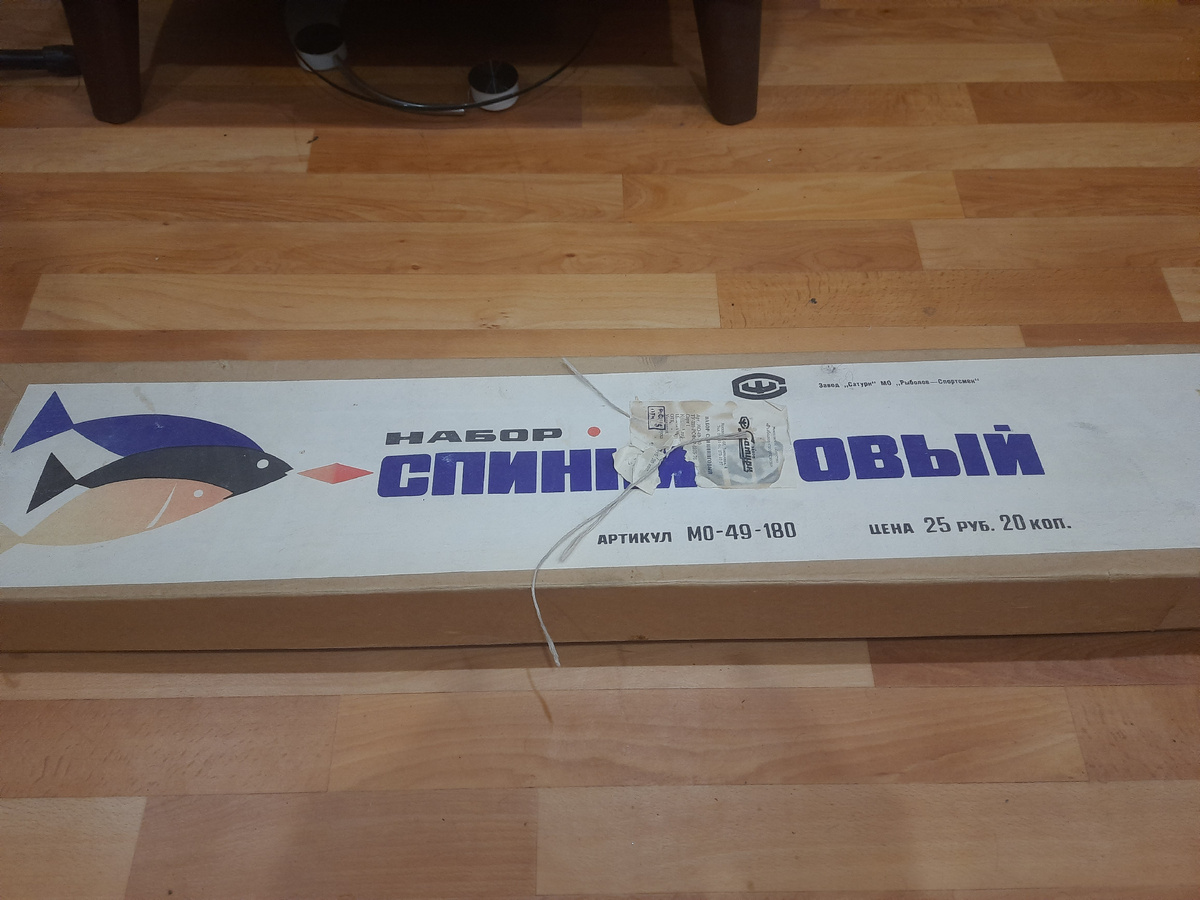 Завод „Сатурн" МО „Рыболов—Спортсмен"
НАБОР
СПИНН ОВЫЙ
АРТИКУЛ МО-49-180
ЦЕНА 25 РУБ. 20 КОП.